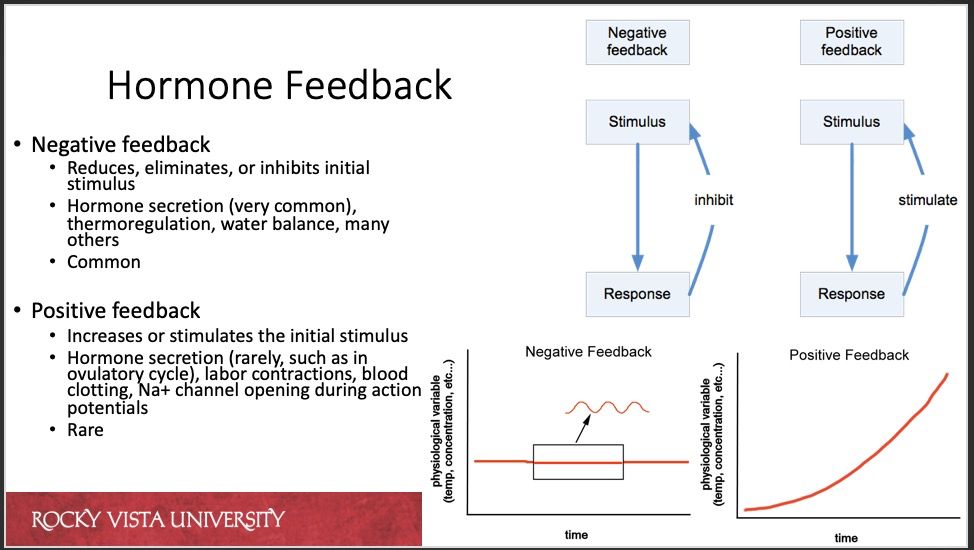 Hormone Feedback
• Negative feedback
• Reduces, eliminates, or inhibits initial
stimulus
• Hormone secretion (very common),
thermoregulation, water balance, many
others
• Common
• Positive feedback
• Increases or stimulates the initial stimulus
• Hormone secretion (rarely, such as in
ovulatory cycle), labor contractions, blood
clotting, Na+ channel opening during action
potentials
• Rare
ROCKY VISTA UNIVERSITY
Negative
feedback
Stimulus
inhibit
Response
Positive
feedback
Stimulus
stimulate
Response
Negative Feedback
physiological variable
(temp, concentration, etc...)
time
Positive Feedback
physiological variable
(temp, concentration, etc...)
time